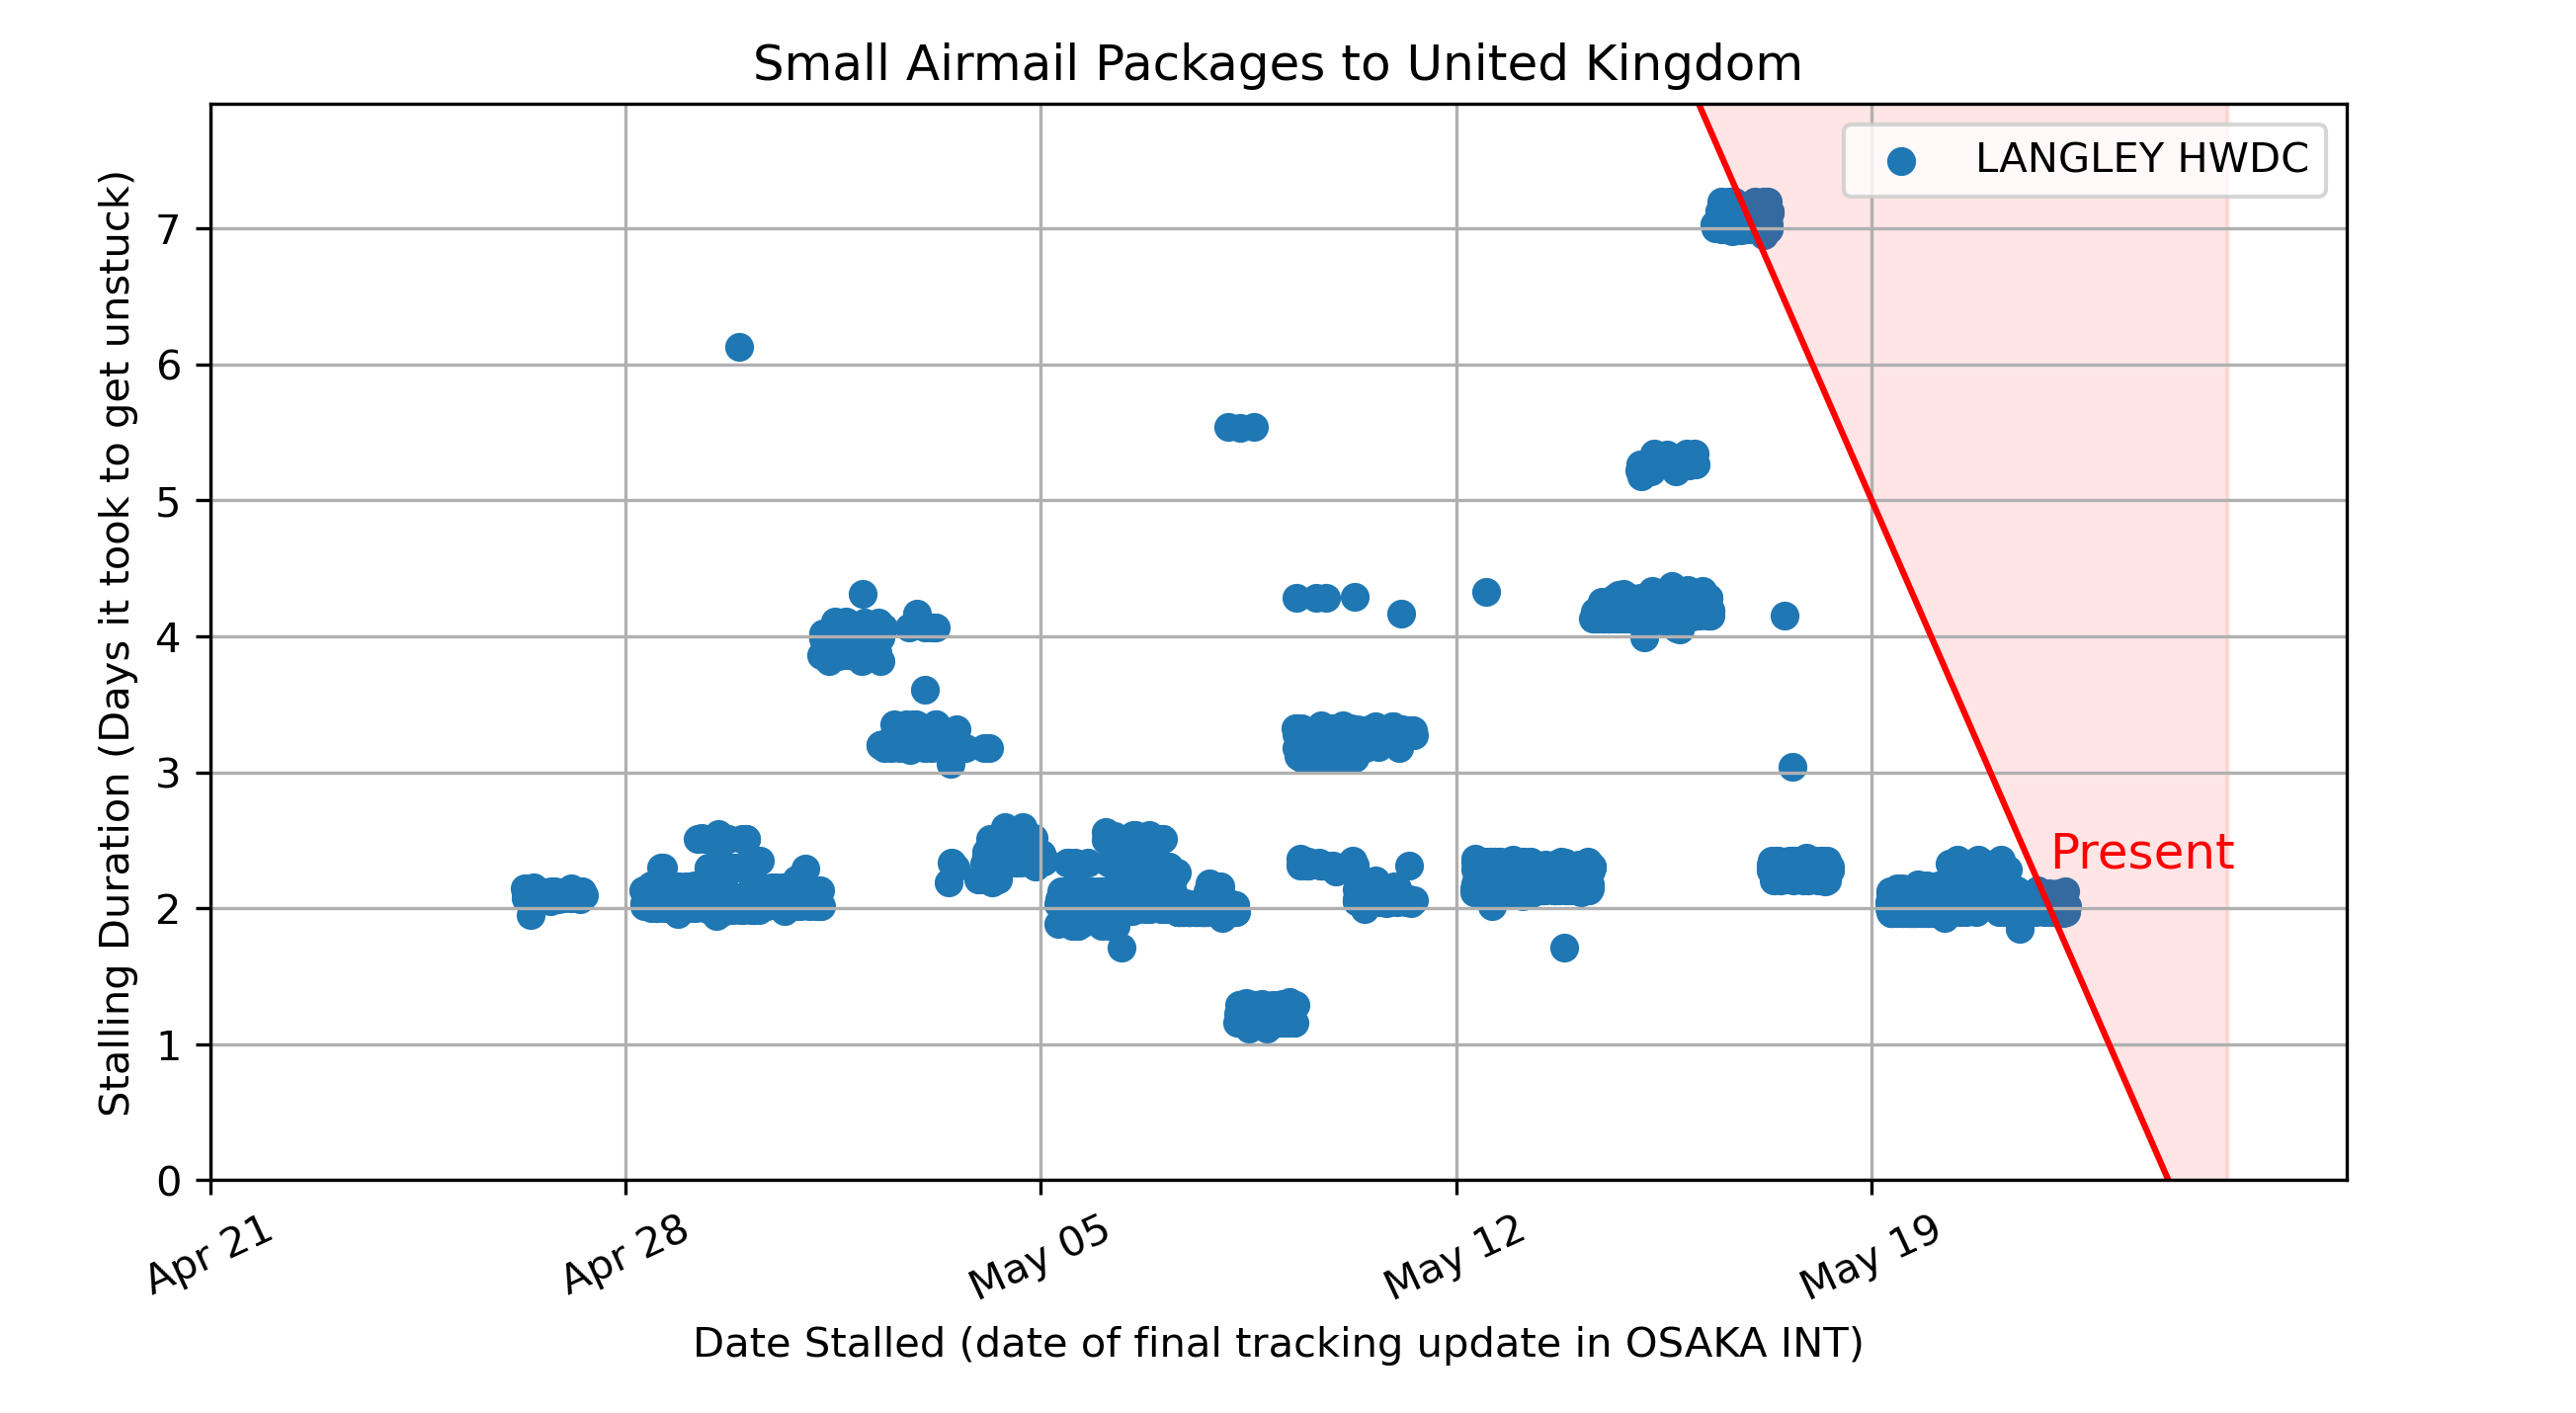 Small Airmail Packages to United Kingdom
LANGLEY HWDC
Stalling Duration (Days it took to get unstuck)
7
6
5
4
3
2
1
0
Present
Apr 21
Apr 28
May 05
May 12
May 19
Date Stalled (date of final tracking update in OSAKA INT)